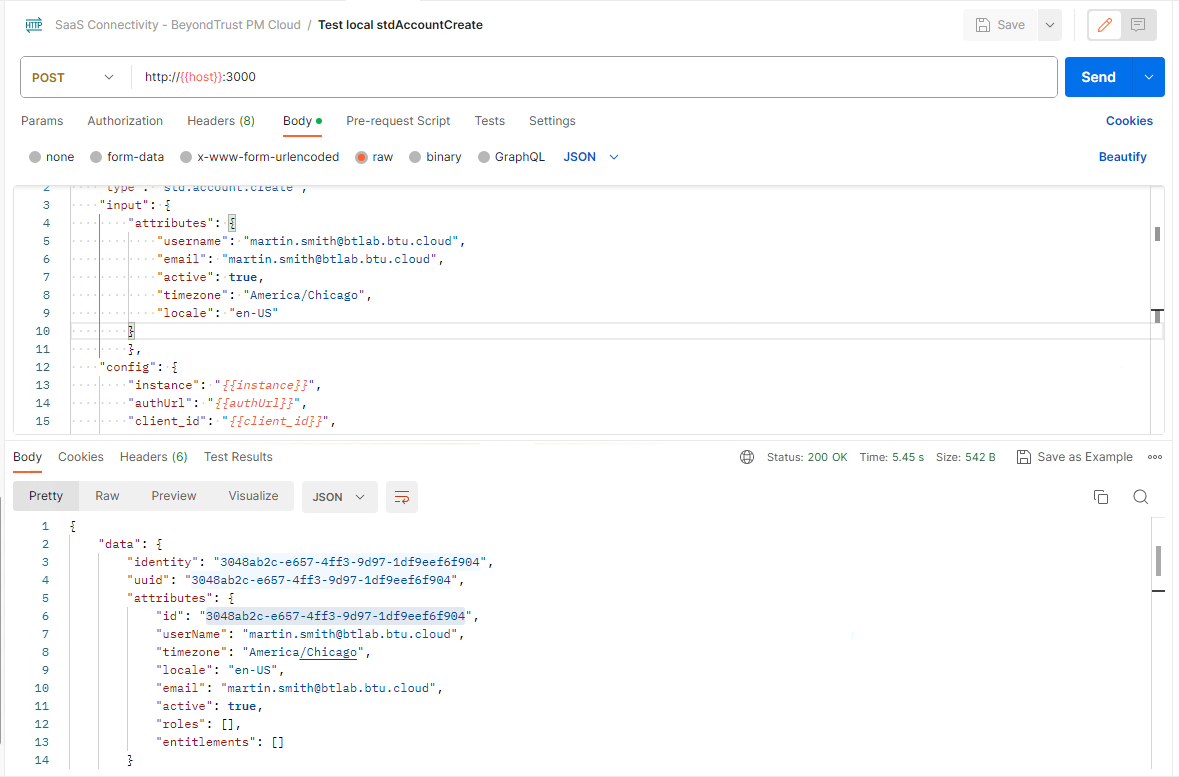 HTTP SaaS Connectivity - BeyondTrust PM Cloud / Test local stdAccountCreate Save
POST http://{{host}}:3000 Send
Params Authorization Headers (8) Body Pre-request Script Tests Settings Cookies
none form-data x-www-form-urlencoded raw binary GraphQL JSON Beautify
2 "type": "std.account.create",
3 "input": {
4 "attributes": {
5 "username": "martin.smith@btlab.btu.cloud",
6 "email": "martin.smith@btlab.btu.cloud",
7 "active": true,
8 "timezone": "America/Chicago",
9 "locale": "en-US"
10 }
11 },
12 "config": {
13 "instance": "{{instance}}",
14 "authUrl": "{{authUrl}}",
15 "client_id": "{{client_id}}",
Body Cookies Headers (6) Test Results Status: 200 OK Time: 5.45 s Size: 542 B Save as Example
Pretty Raw Preview Visualize JSON
1 {
2 "data": {
3 "identity": "3048ab2c-e657-4ff3-9d97-1df9eef6f904",
4 "uuid": "3048ab2c-e657-4ff3-9d97-1df9eef6f904",
5 "attributes": {
6 "id": "3048ab2c-e657-4ff3-9d97-1df9eef6f904",
7 "userName": "martin.smith@btlab.btu.cloud",
8 "timezone": "America/Chicago",
9 "locale": "en-US",
10 "email": "martin.smith@btlab.btu.cloud",
11 "active": true,
12 "roles": [],
13 "entitlements": []
14 }